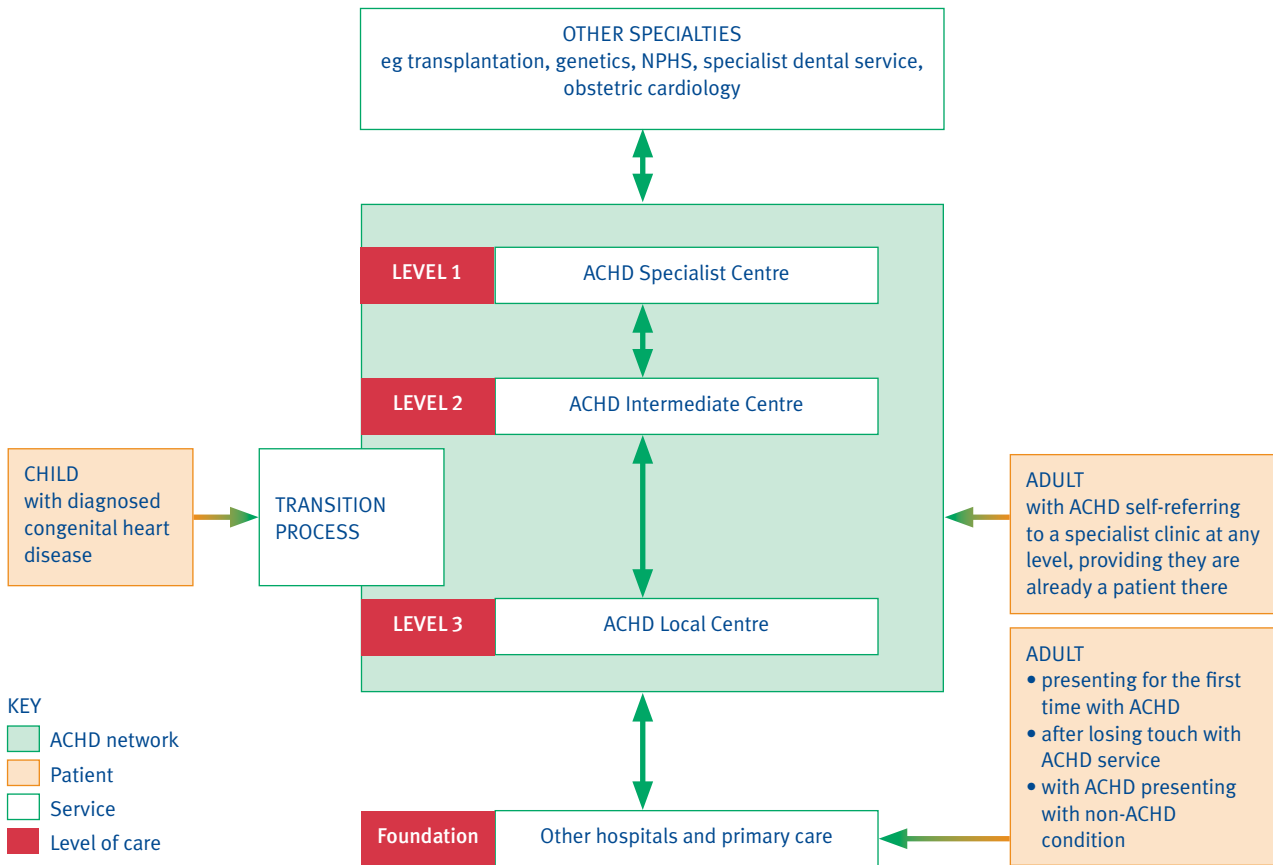 OTHER SPECIALTIES
eg transplantation, genetics, NPHS, specialist dental service,
obstetric cardiology
LEVEL 1
ACHD Specialist Centre
LEVEL 2
ACHD Intermediate Centre
CHILD
with diagnosed
congenital heart
disease
TRANSITION
PROCESS
ADULT
with ACHD self-referring
to a specialist clinic at any
level, providing they are
already a patient there
LEVEL 3
ACHD Local Centre
ADULT
• presenting for the first
time with ACHD
• after losing touch with
ACHD service
• with ACHD presenting
with non-ACHD
condition
KEY
ACHD network
Patient
Service
Level of care
Foundation
Other hospitals and primary care